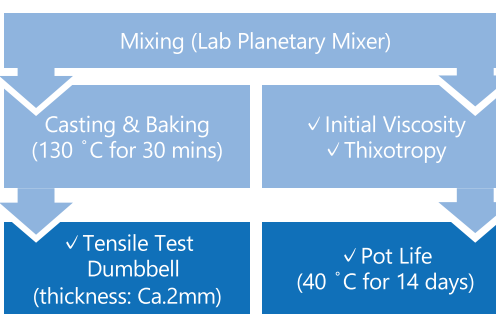 Mixing (Lab Planetary Mixer)
Casting & Baking
(130 ˚C for 30 mins)
✓Initial Viscosity
✓Thixotropy
✓Tensile Test
Dumbbell
(thickness: Ca.2mm)
✓Pot Life
(40 ˚C for 14 days)